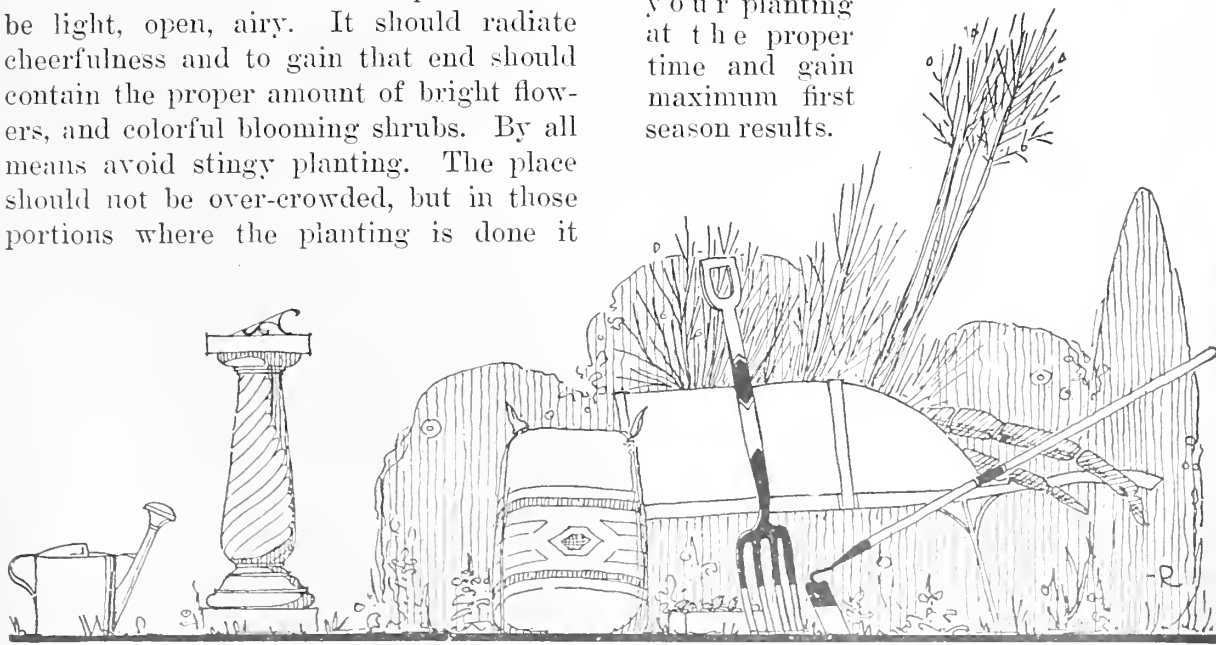 be light, open, airy. It should radiate
cheerfulness and to gain that end should
contain the proper amount of bright flow-
ers, and colorful blooming shrubs. By all
means avoid stingy planting. The place
should not be over-crowded, but in those
portions where the planting is done it
your planting
at the proper
time and gain
maximum first
season results.
-R